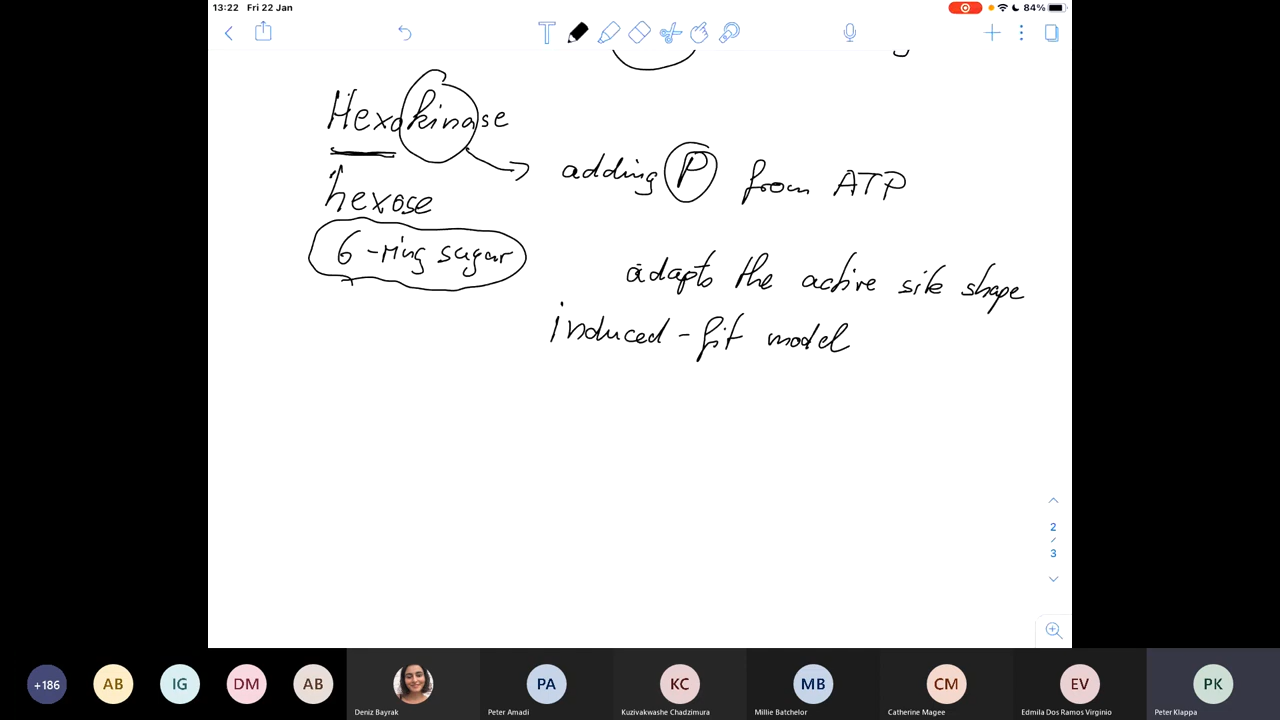 13:22 Fri 22 Jan
84%
T
Hexokinase
adding P from ATP
hexose
6-ring sugar
adapts the active site shape
induced-fit model
2
/
3
+186
AB
IG
DM
AB
PA
KC
MB
CM
EV
PK
Deniz Bayrak
Peter Amadi
Kuzivakwashe Chadzimura
Millie Batchelor
Catherine Magee
Edmila Dos Ramos Virginio
Peter Klappa